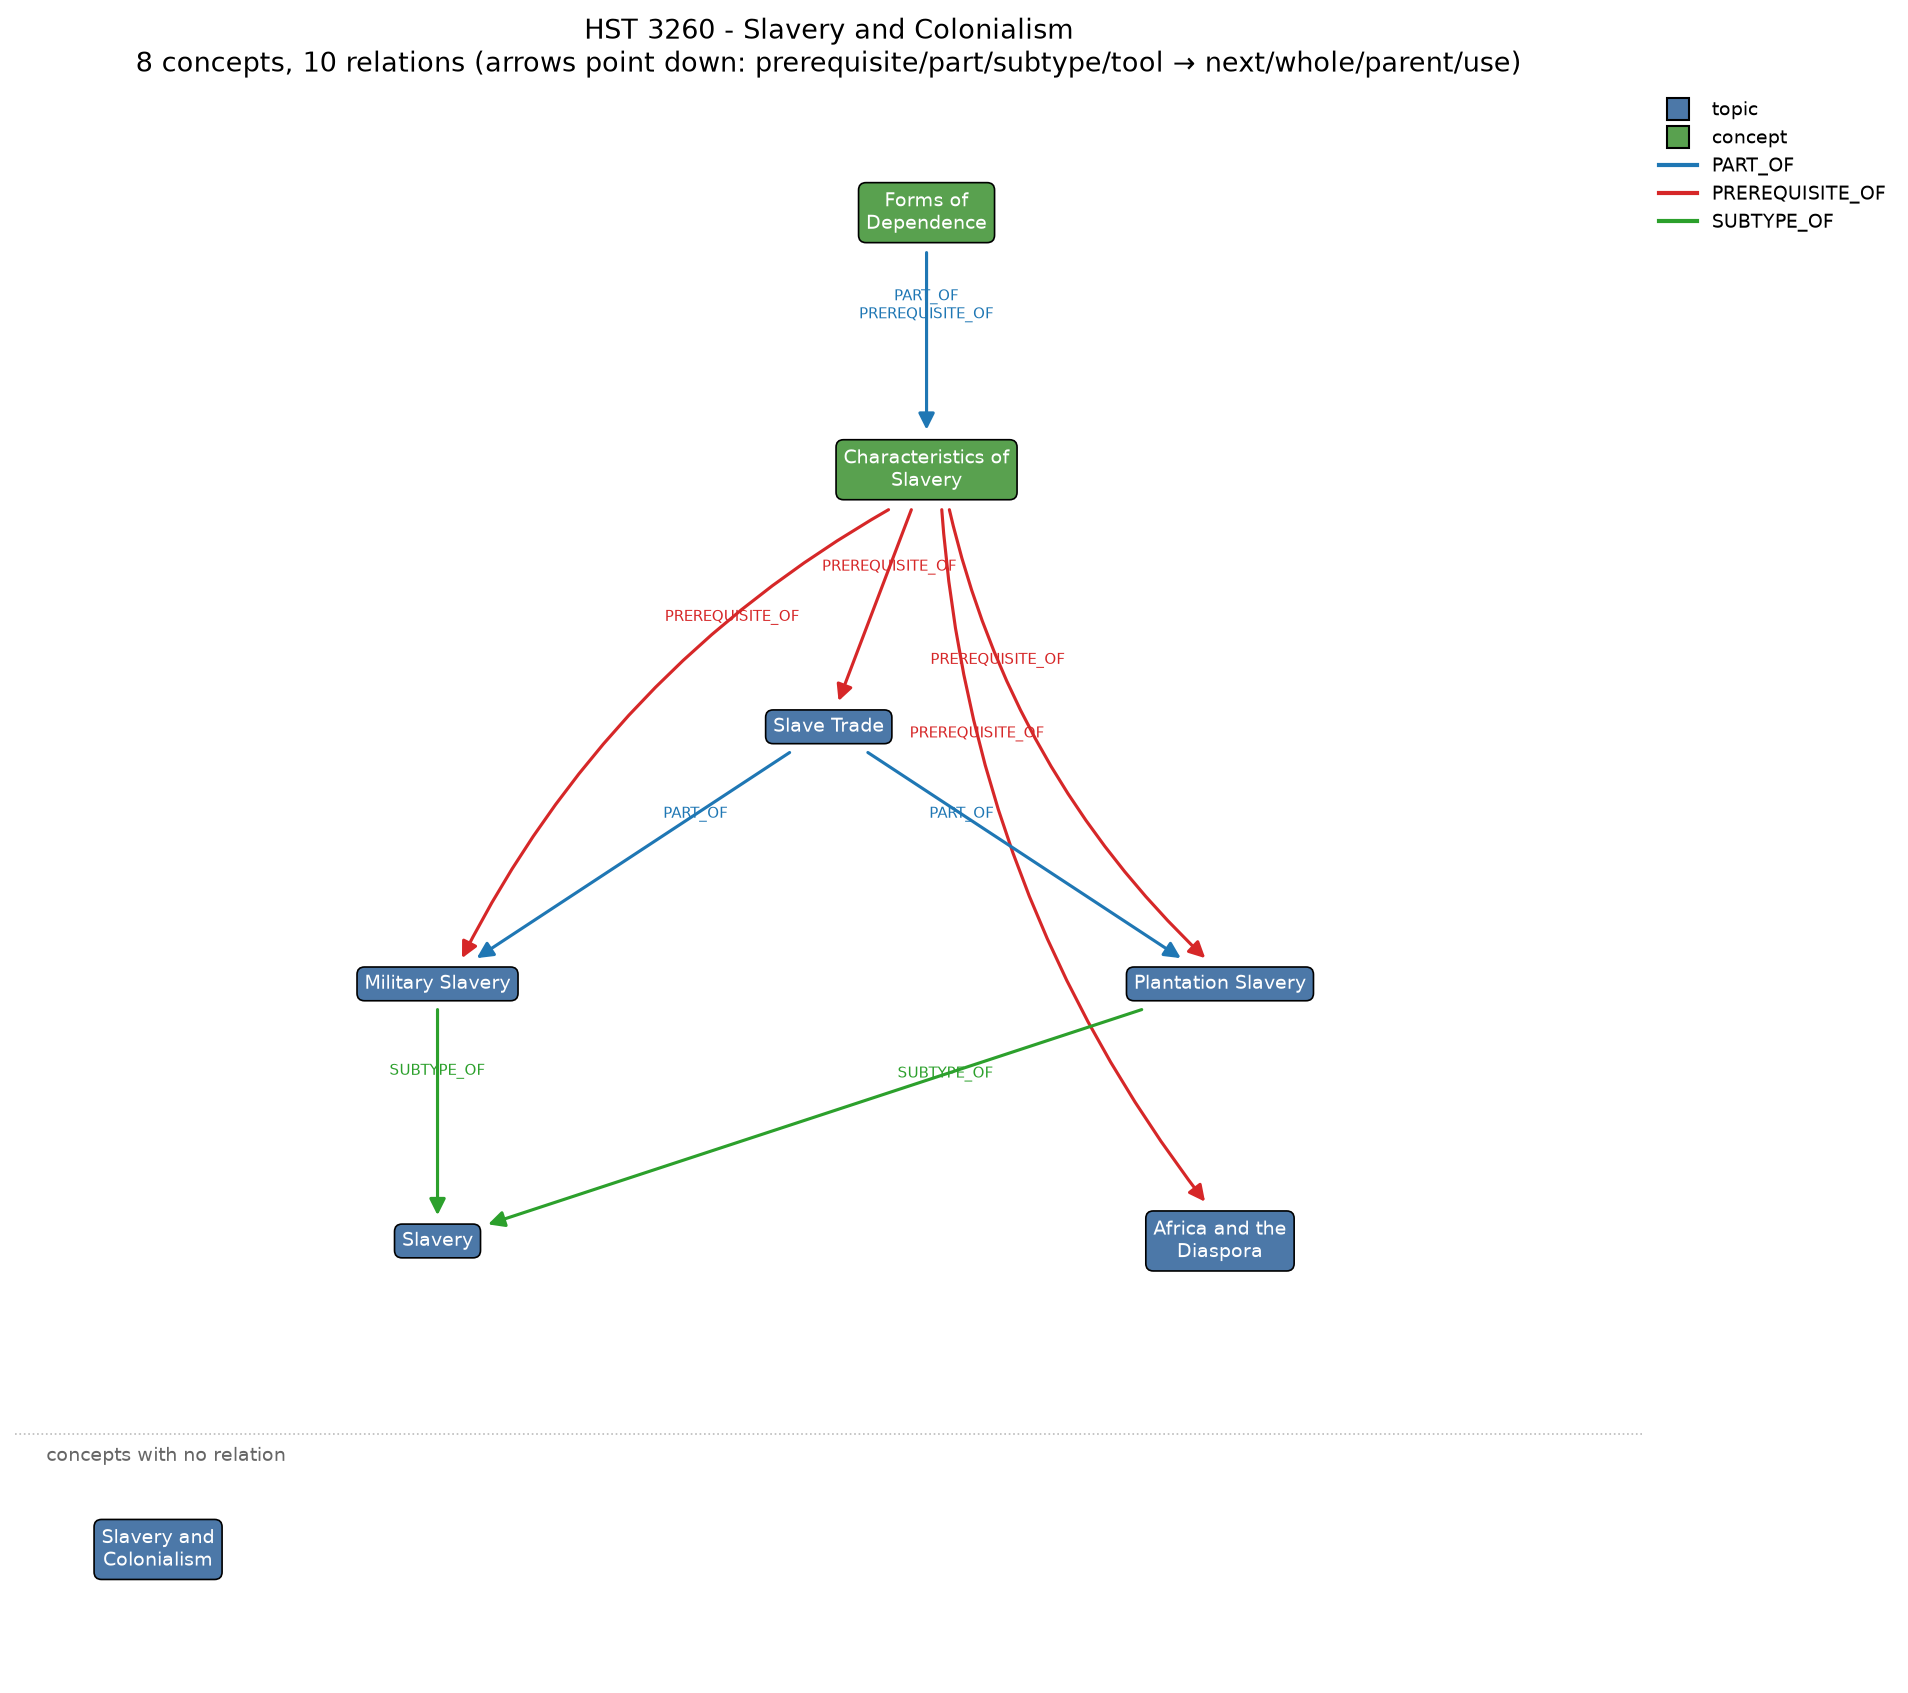 HST 3260 - Slavery and Colonialism
8 concepts, 10 relations (arrows point down: prerequisite/part/subtype/tool → next/whole/parent/use)
topic
concept
PART_OF
PREREQUISITE_OF
SUBTYPE_OF
Forms of
Dependence
PART_OF
PREREQUISITE_OF
Characteristics of
Slavery
PREREQUISITE_OF
PREREQUISITE_OF
PREREQUISITE_OF
Slave Trade
PREREQUISITE_OF
PART_OF
PART_OF
Military Slavery
Plantation Slavery
SUBTYPE_OF
SUBTYPE_OF
Slavery
Africa and the
Diaspora
concepts with no relation
Slavery and
Colonialism